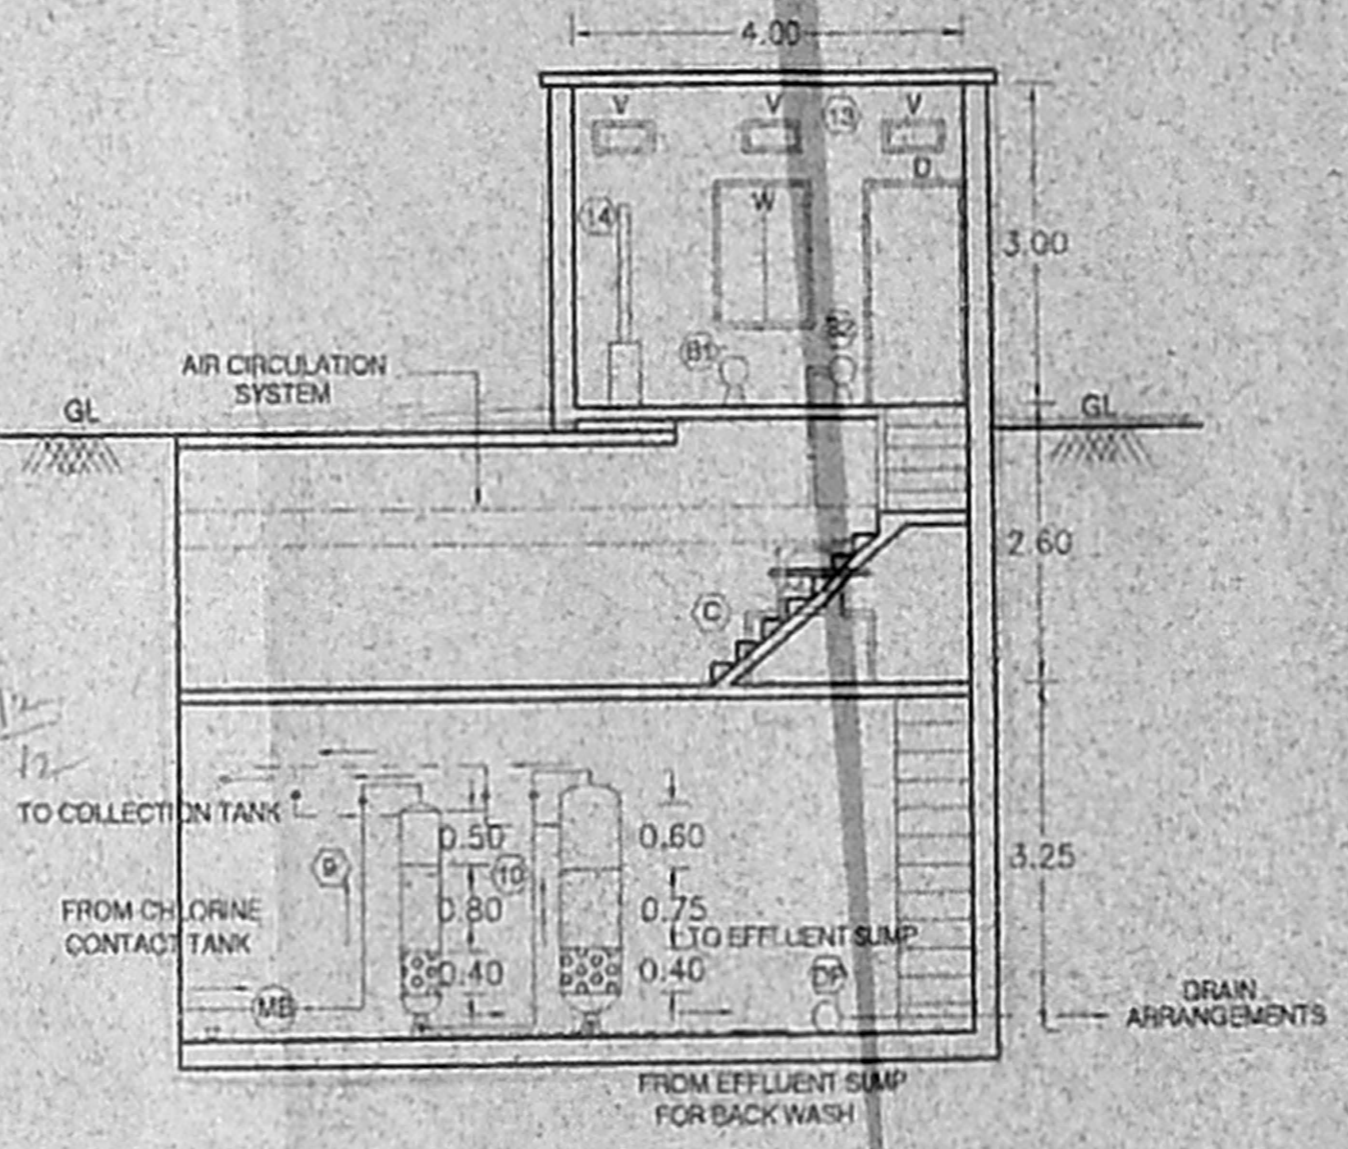 4.00
V V 13 V
D
W
14
3.00
B2
B1
AIR CIRCULATION
SYSTEM
GL
GL
2.60
C
TO COLLECTION TANK
0.50
0.60
9
10
3.25
0.80
0.75
FROM CHLORINE
CONTACT TANK
TO EFFLUENT SUMP
0.40
0.40
DP
MB
DRAIN
ARRANGEMENTS
FROM EFFLUENT SUMP
FOR BACK WASH